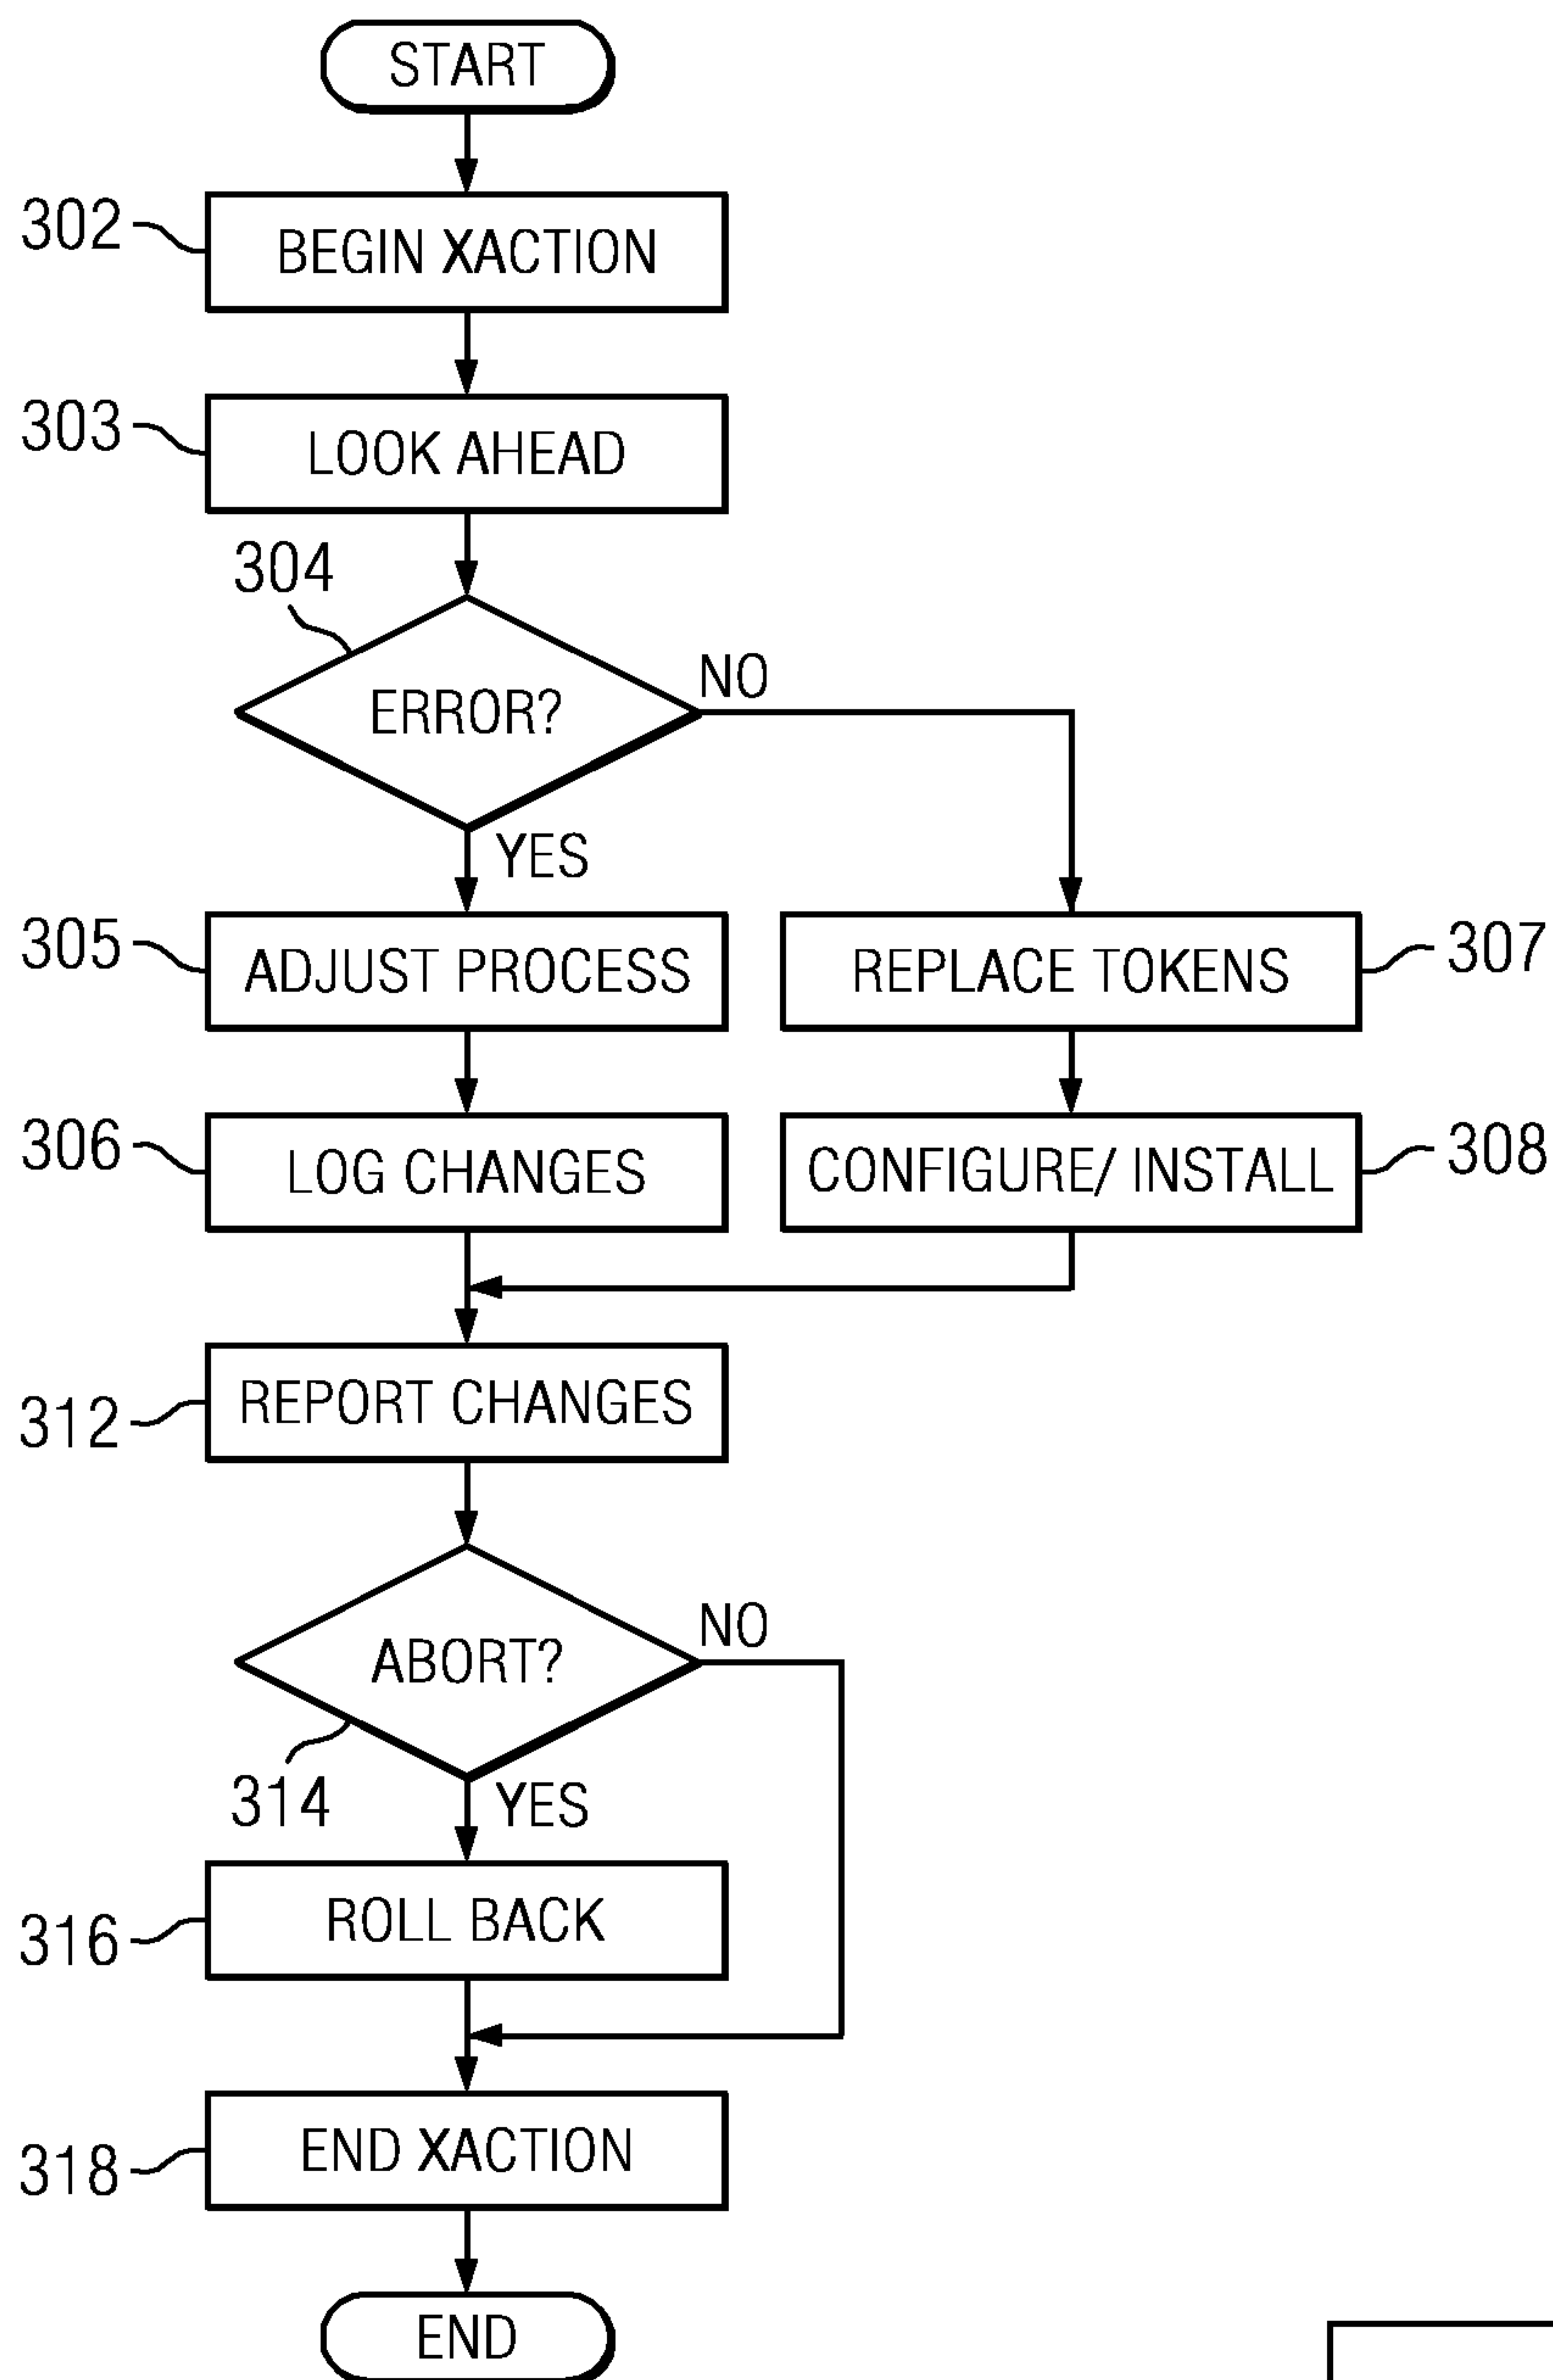 START
302
BEGIN XACTION
303
LOOK AHEAD
304
ERROR?
NO
YES
305
ADJUST PROCESS
REPLACE TOKENS
307
306
LOG CHANGES
CONFIGURE/ INSTALL
308
312
REPORT CHANGES
ABORT?
NO
314
YES
316
ROLL BACK
318
END XACTION
END